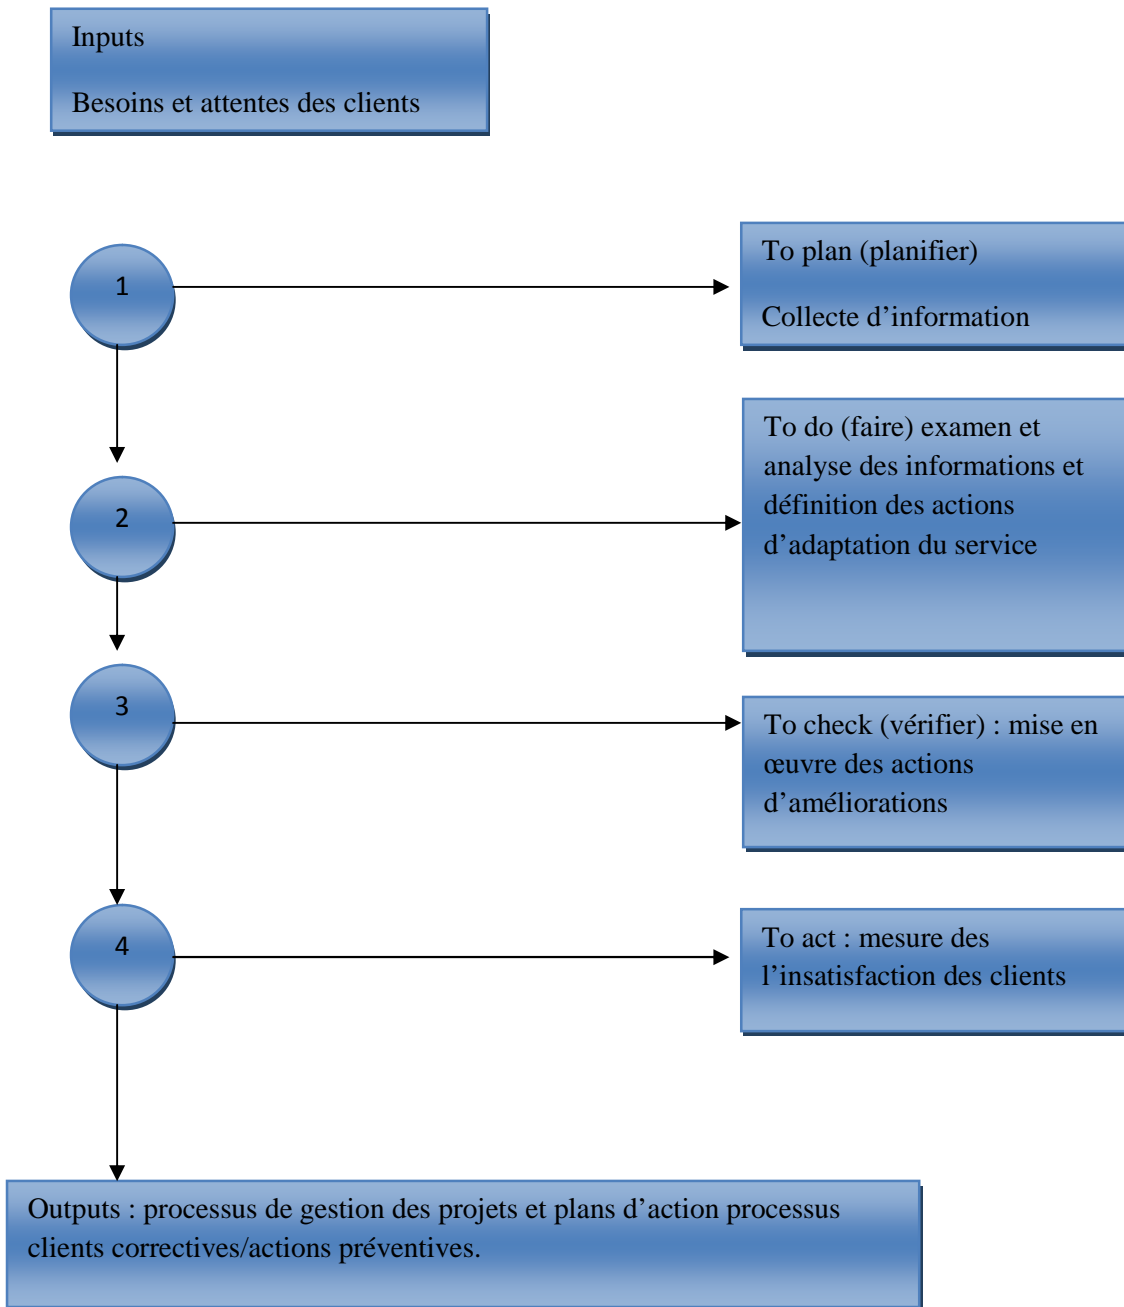 Inputs
Besoins et attentes des clients
1
To plan (planifier)
Collecte d’information
2
To do (faire) examen et
analyse des informations et
définition des actions
d’adaptation du service
3
To check (vérifier) : mise en
œuvre des actions
d’améliorations
4
To act : mesure des
l’insatisfaction des clients
Outputs : processus de gestion des projets et plans d’action processus
clients correctives/actions préventives.